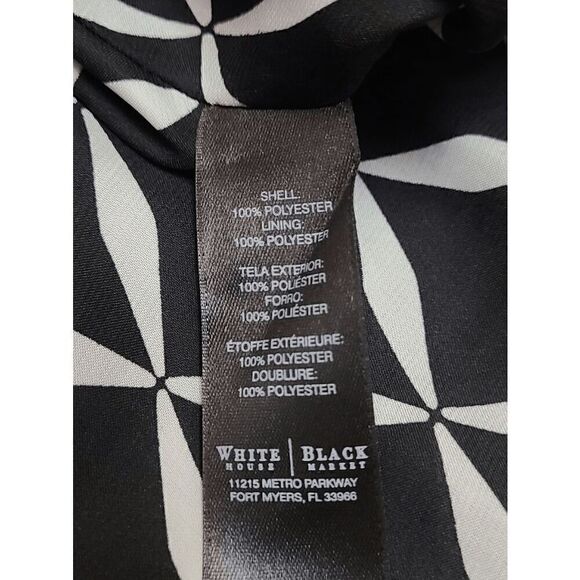 SHELL:
100% POLYESTER
LINING:
100% POLYESTER
TELA EXTERIOR:
100% POLIÉSTER
FORRO:
100% POLIÉSTER
ÉTOFFE EXTÉRIEURE:
100% POLYESTER
DOUBLURE:
100% POLYESTER
WHITE | BLACK
HOUSE | MARKET
11215 METRO PARKWAY
FORT MYERS, FL 33966